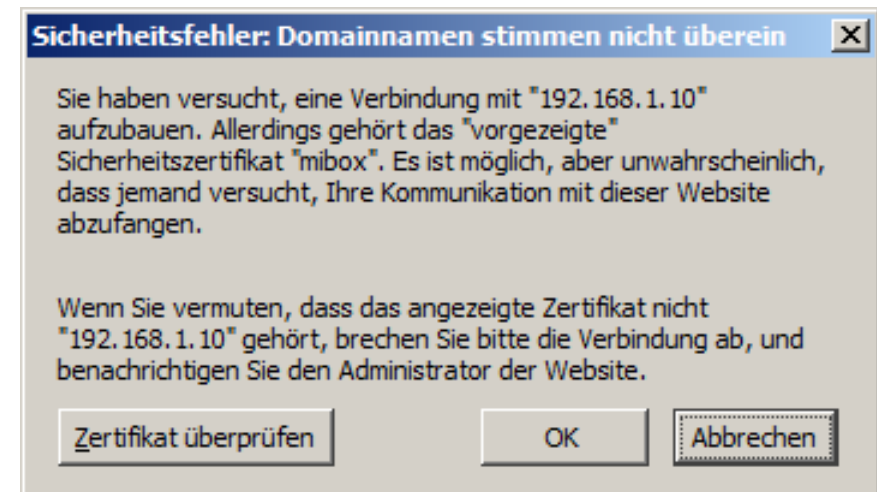 Sicherheitsfehler: Domainnamen stimmen nicht überein
Sie haben versucht, eine Verbindung mit "192.168.1.10"
aufzubauen. Allerdings gehört das "vorgezeigte"
Sicherheitszertifikat "mibox". Es ist möglich, aber unwahrscheinlich,
dass jemand versucht, Ihre Kommunikation mit dieser Website
abzufangen.
Wenn Sie vermuten, dass das angezeigte Zertifikat nicht
"192.168.1.10" gehört, brechen Sie bitte die Verbindung ab, und
benachrichtigen Sie den Administrator der Website.
Zertifikat überprüfen OK Abbrechen